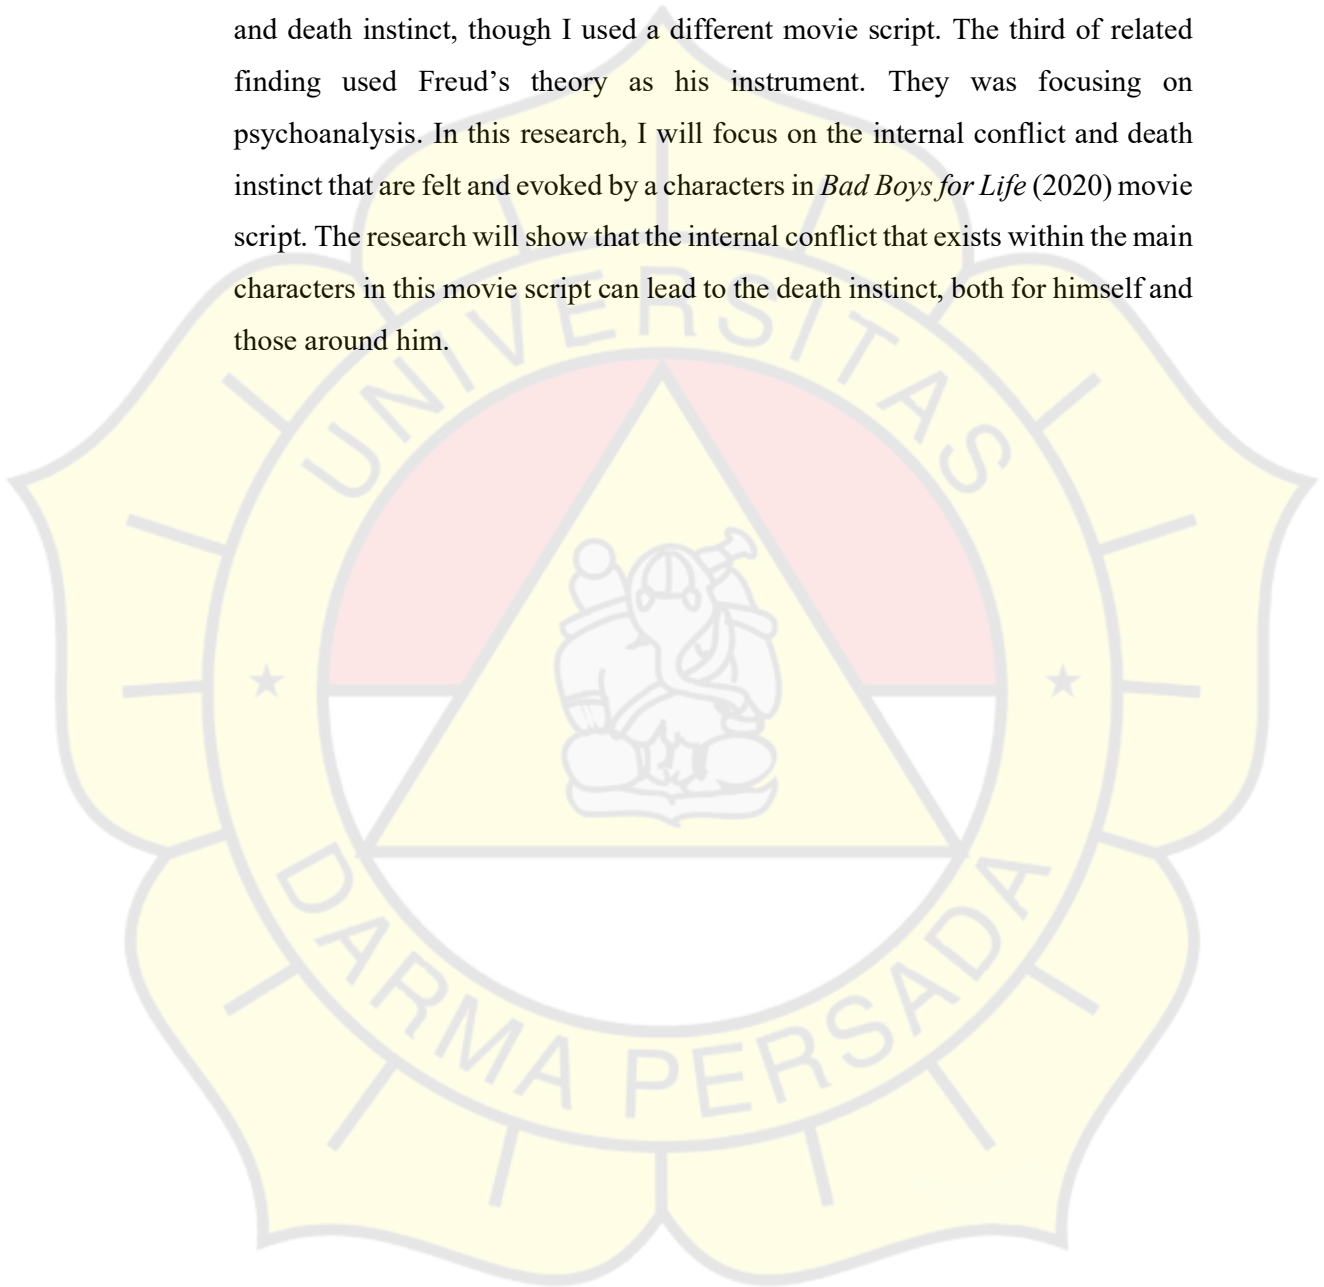 and death instinct, though I used a different movie script. The third of related
finding used Freud’s theory as his instrument. They was focusing on
psychoanalysis. In this research, I will focus on the internal conflict and death
instinct that are felt and evoked by a characters in Bad Boys for Life (2020) movie
script. The research will show that the internal conflict that exists within the main
characters in this movie script can lead to the death instinct, both for himself and
those around him.
UNIVERSITAS
DARMA PERSADA